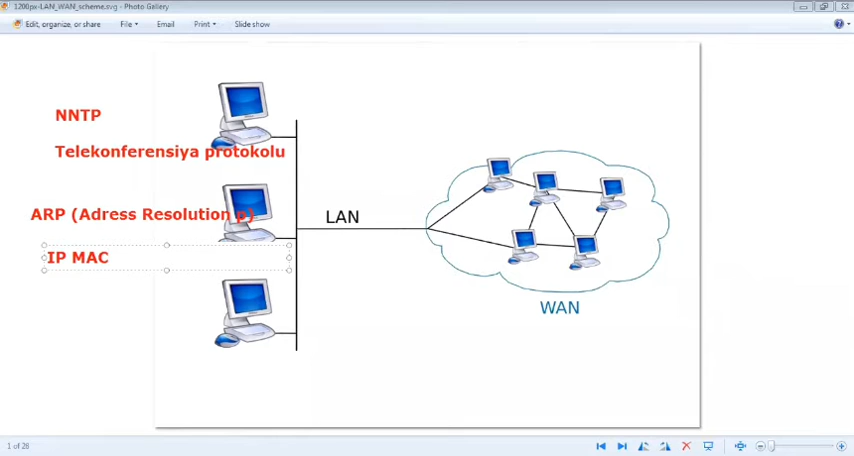 1200px-LAN_WAN_scheme.svg - Photo Gallery
Edit, organize, or share File Email Print Slide show
NNTP
Telekonferensiya protokolu
ARP (Adress Resolution p)
LAN
IP MAC
WAN
1 of 28